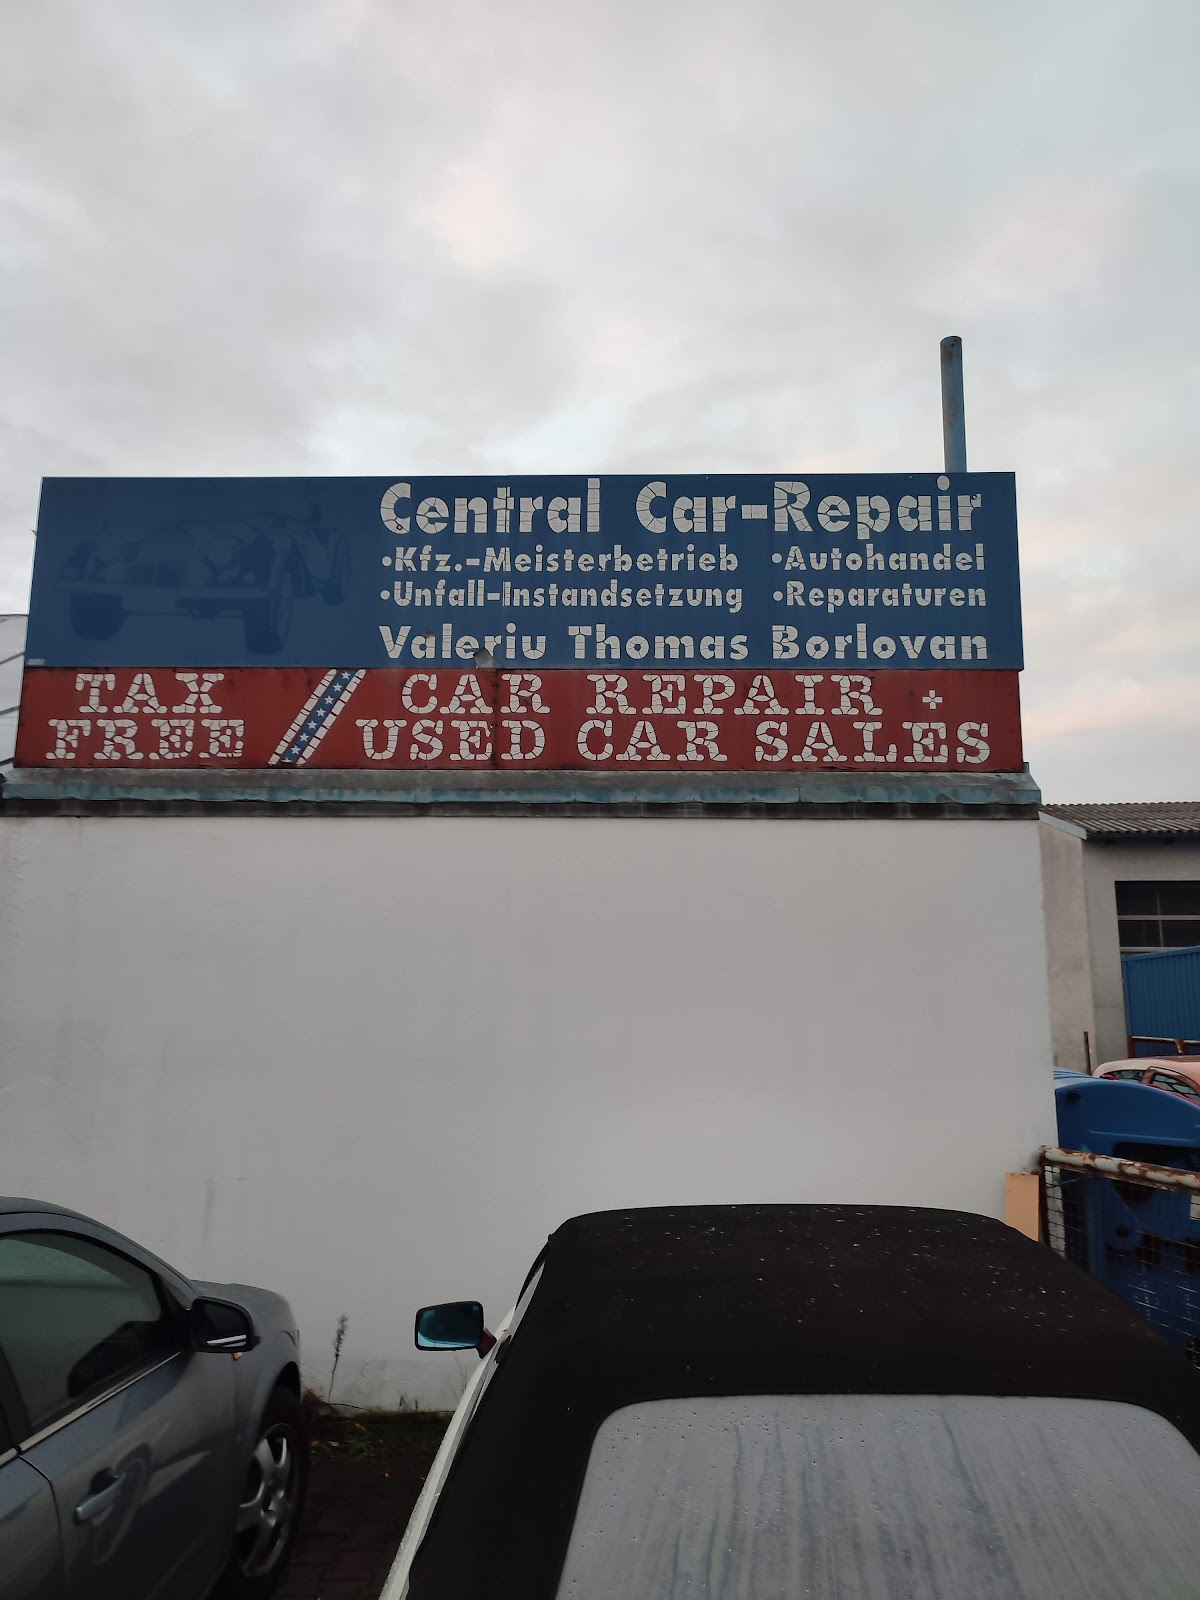 Central Car-Repair
•Kfz.-Meisterbetrieb •Autohandel
•Unfall-Instandsetzung •Reparaturen
Valeriu Thomas Borlovan
TAX FREE // CAR REPAIR +
USED CAR SALES